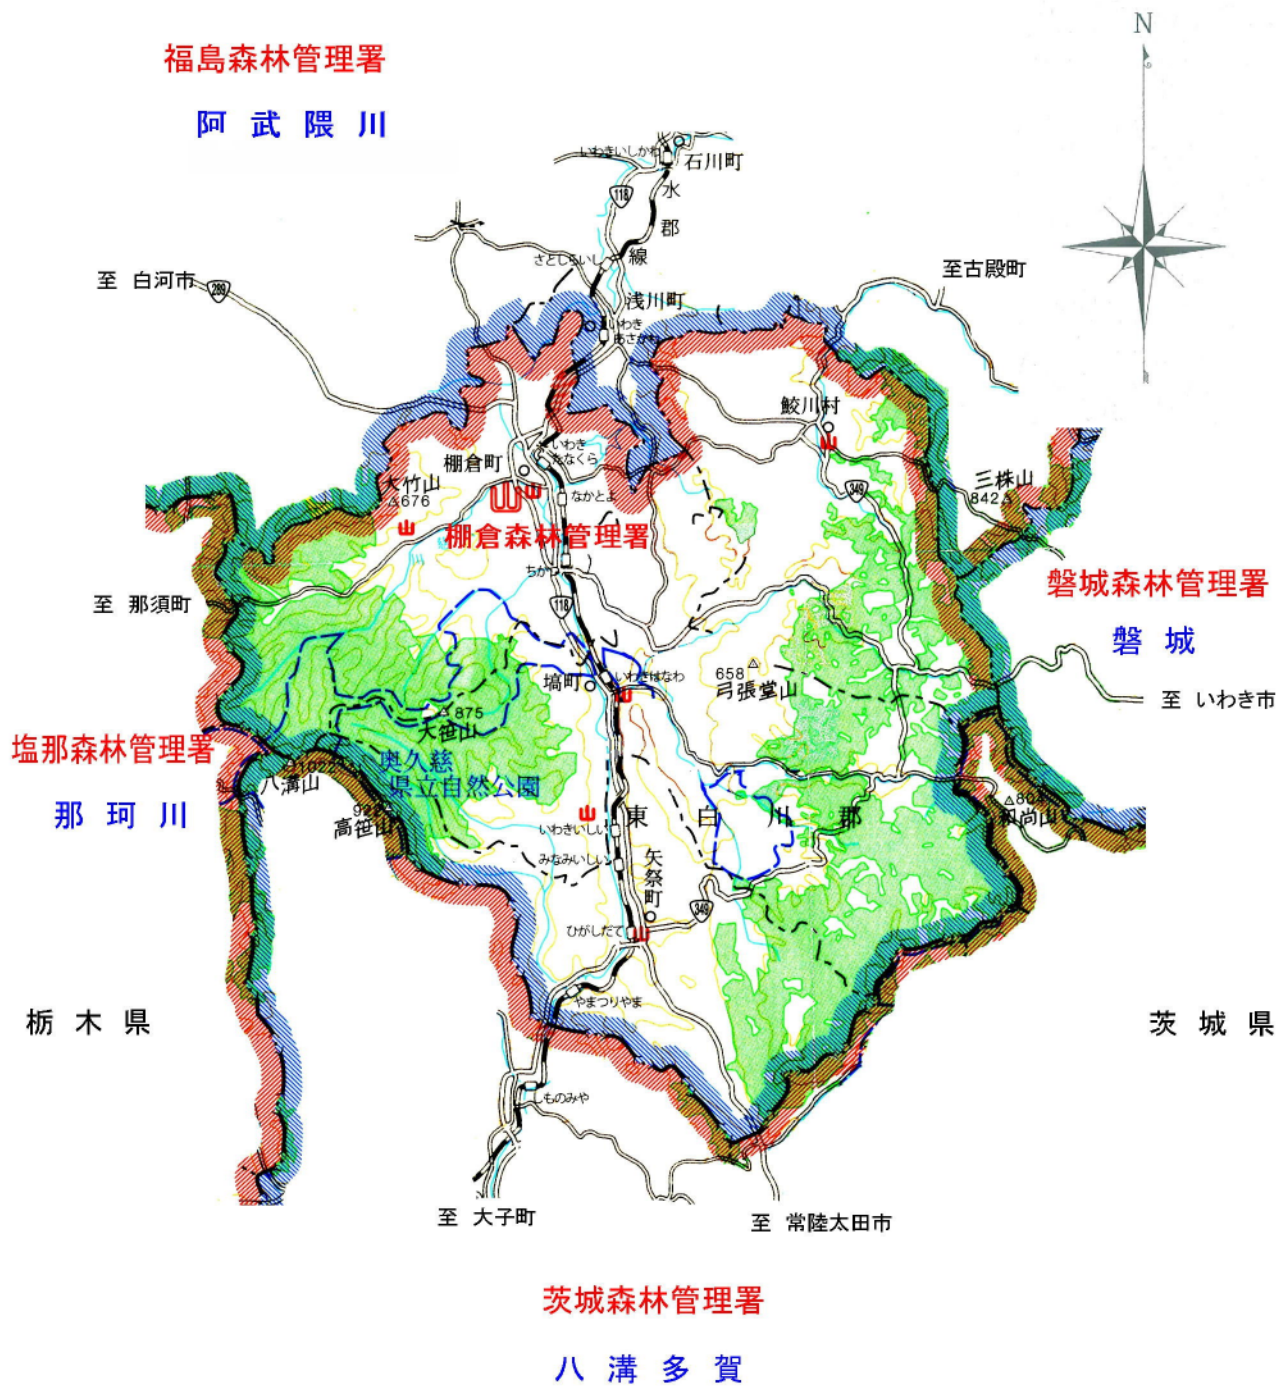 N
福島森林管理署
阿武隈川
いわきいしかわ
石川町
118
水郡線
さとしらいし
至古殿町
至 白河市
289
浅川町
いわき
あさかわ
鮫川村
いわき
たなくら
棚倉町
大竹山
676
なかとよ
三株山
842
349
棚倉森林管理署
ちかつ
磐城森林管理署
至 那須町
118
磐城
658
弓張堂山
いわきはなわ
塙町
至 いわき市
875
大笹山
塩那森林管理署
奥久慈
県立自然公園
八溝山
那珂川
高笹山
和尚山
東白川郡
いわきいしい
みなみいしい
矢祭町
349
ひがしだて
やまつりやま
栃木県
茨城県
しものみや
至 大子町
至 常陸太田市
茨城森林管理署
八溝多賀